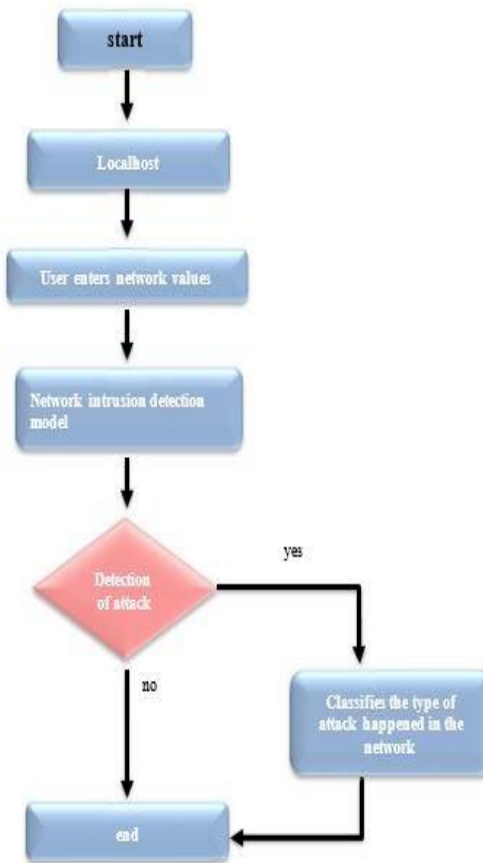 start
Localhost
User enters network values
Network intrusion detection
model
Detection
of attack
yes
no
Classifies the type of
attack happened in the
network
end